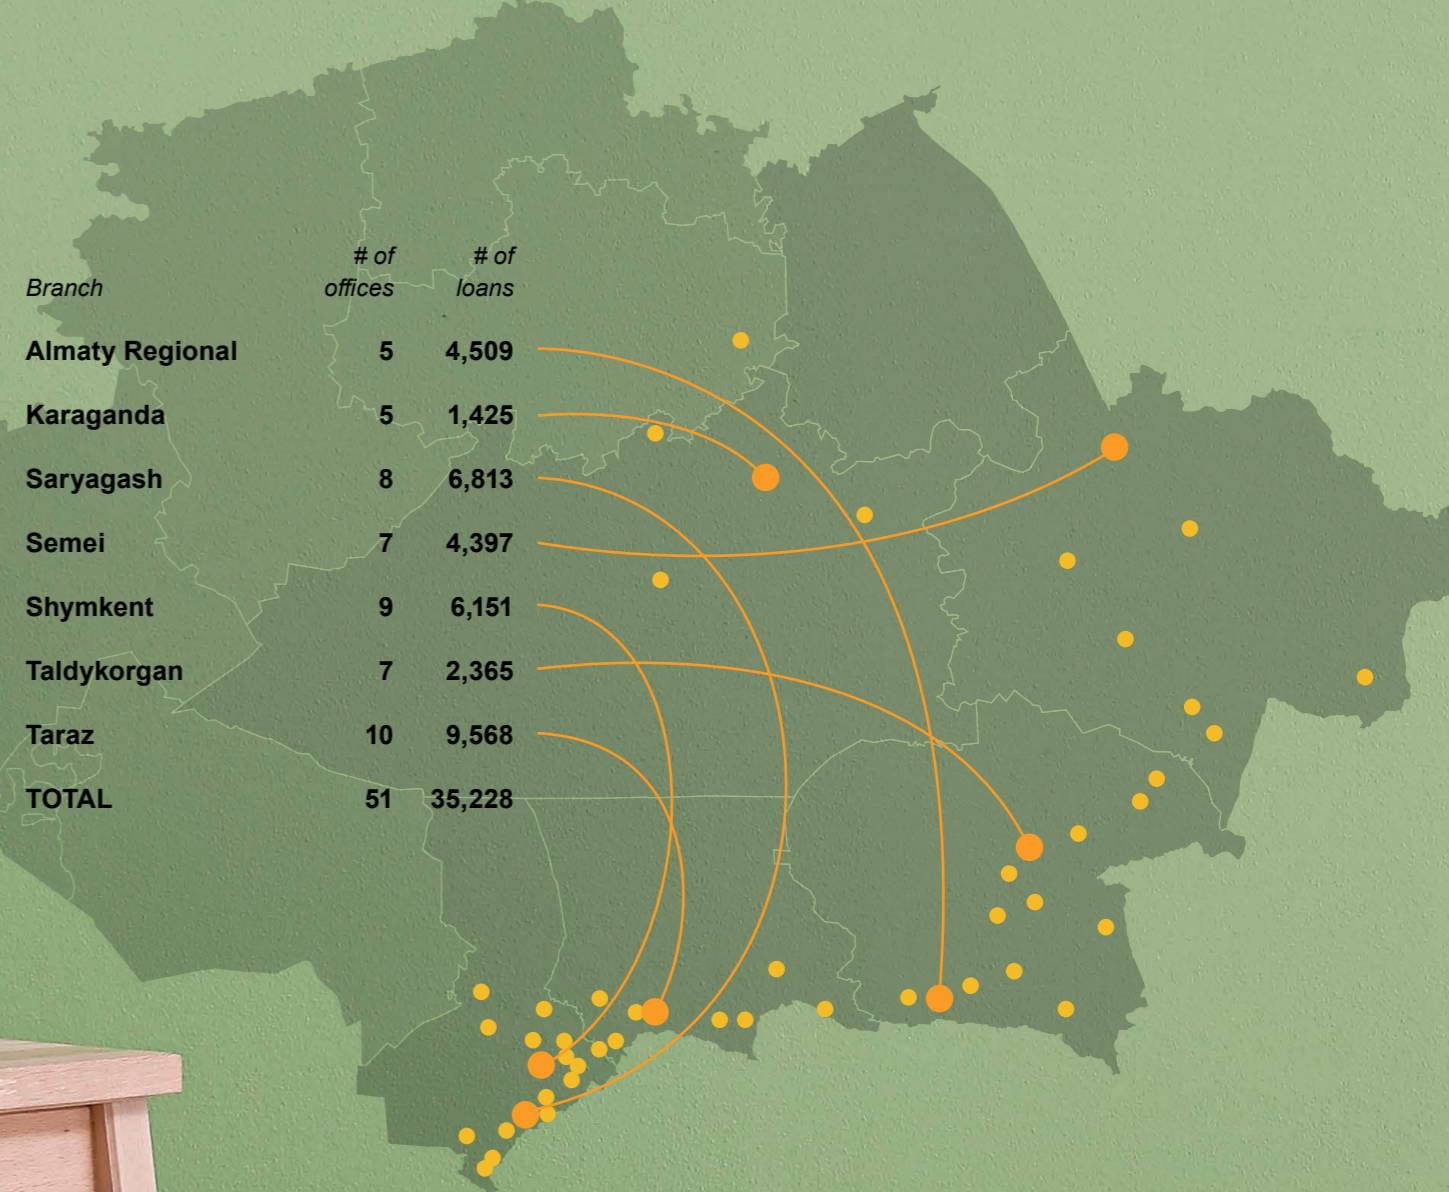 # of # of
Branch offices loans
Almaty Regional 5 4,509
Karaganda 5 1,425
Saryagash 8 6,813
Semei 7 4,397
Shymkent 9 6,151
Taldykorgan 7 2,365
Taraz 10 9,568
TOTAL 51 35,228